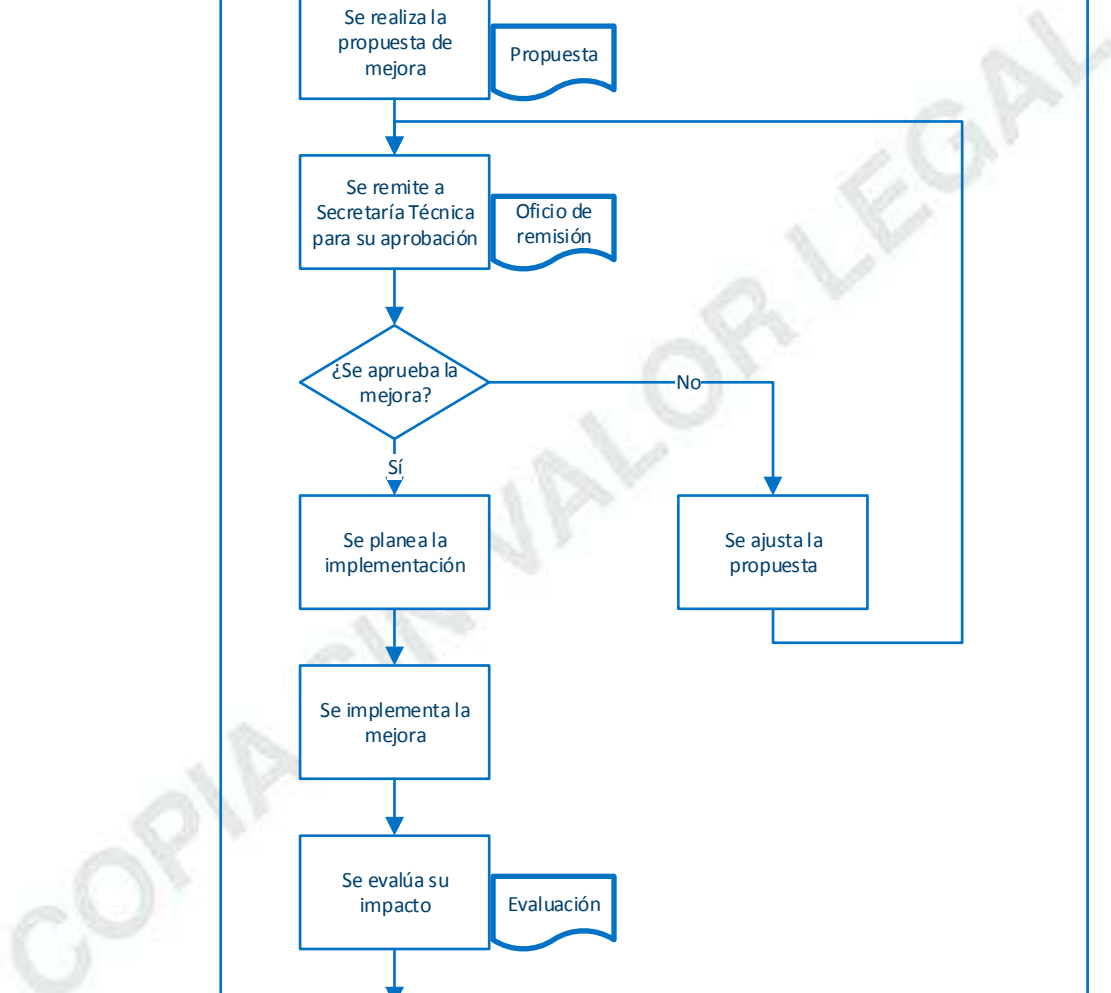 Se realiza la
propuesta de
mejora
Propuesta
Se remite a
Secretaría Técnica
para su aprobación
Oficio de
remisión
¿Se aprueba la
mejora?
No
Sí
Se planea la
implementación
Se ajusta la
propuesta
Se implementa la
mejora
Se evalúa su
impacto
Evaluación
COPIA SIN VALOR LEGAL